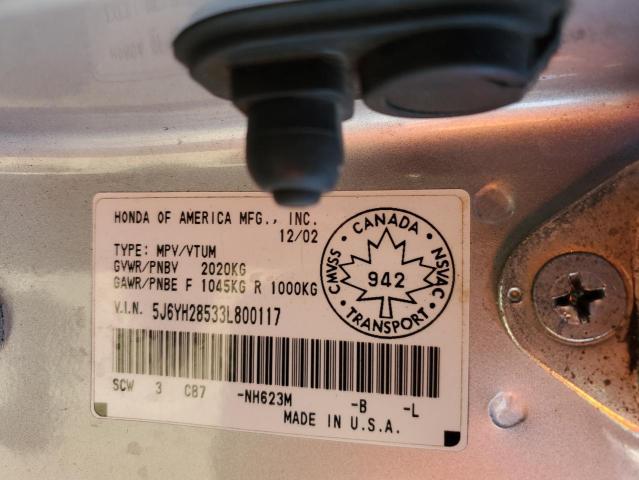 HONDA OF AMERICA MFG., INC.
12/02
TYPE: MPV/VTUM
GVWR/PNBV 2020KG
GAWR/PNBE F 1045KG R 1000KG
V.I.N. 5J6YH28533L800117
CANADA
CMVSS
NSVAC
942
TRANSPORT
SCW 3 CB7 -NH623M -B -L
MADE IN U.S.A.